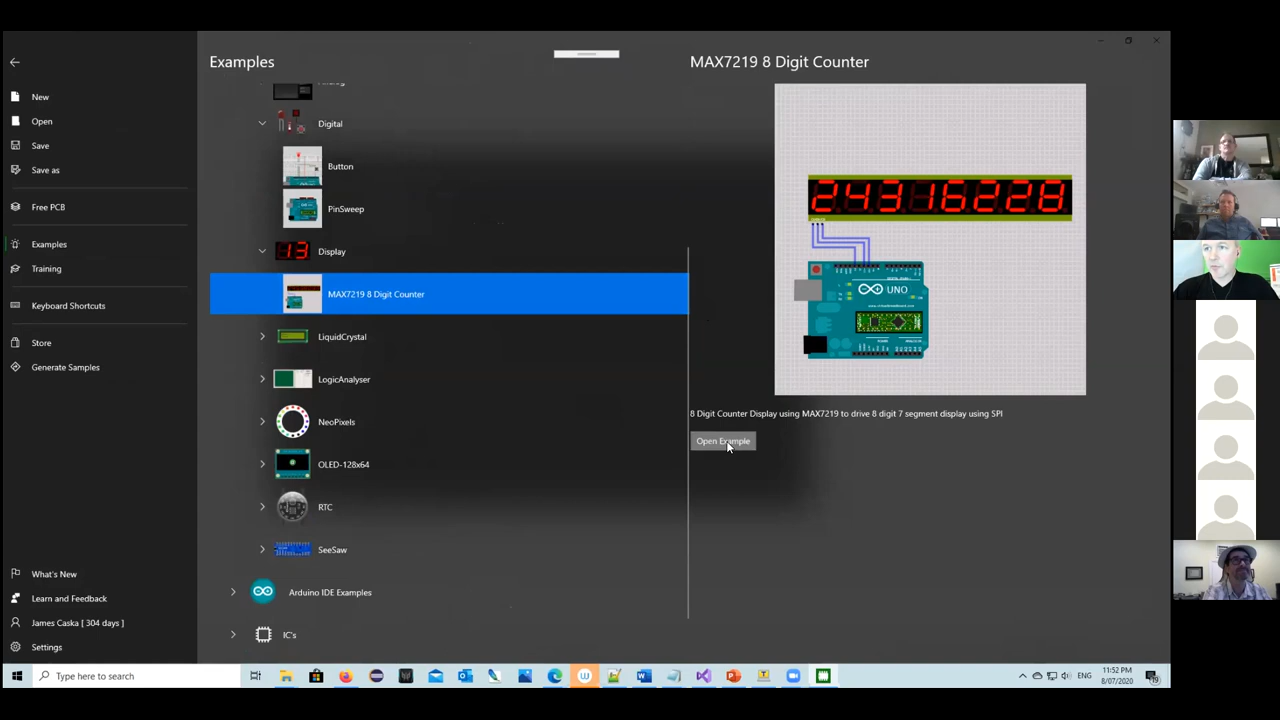 Examples
MAX7219 8 Digit Counter
New
Open
Save
Save as
Free PCB
Examples
Training
Keyboard Shortcuts
Store
Generate Samples
What's New
Learn and Feedback
James Caska [ 304 days ]
Settings
Digital
Button
PinSweep
13
Display
MAX7219 8 Digit Counter
LiquidCrystal
LogicAnalyser
NeoPixels
OLED-128x64
RTC
SeeSaw
Arduino IDE Examples
IC's
24316228
UNO
8 Digit Counter Display using MAX7219 to drive 8 digit 7 segment display using SPI
Open Example
Type here to search
ENG
11:52 PM
8/07/2020